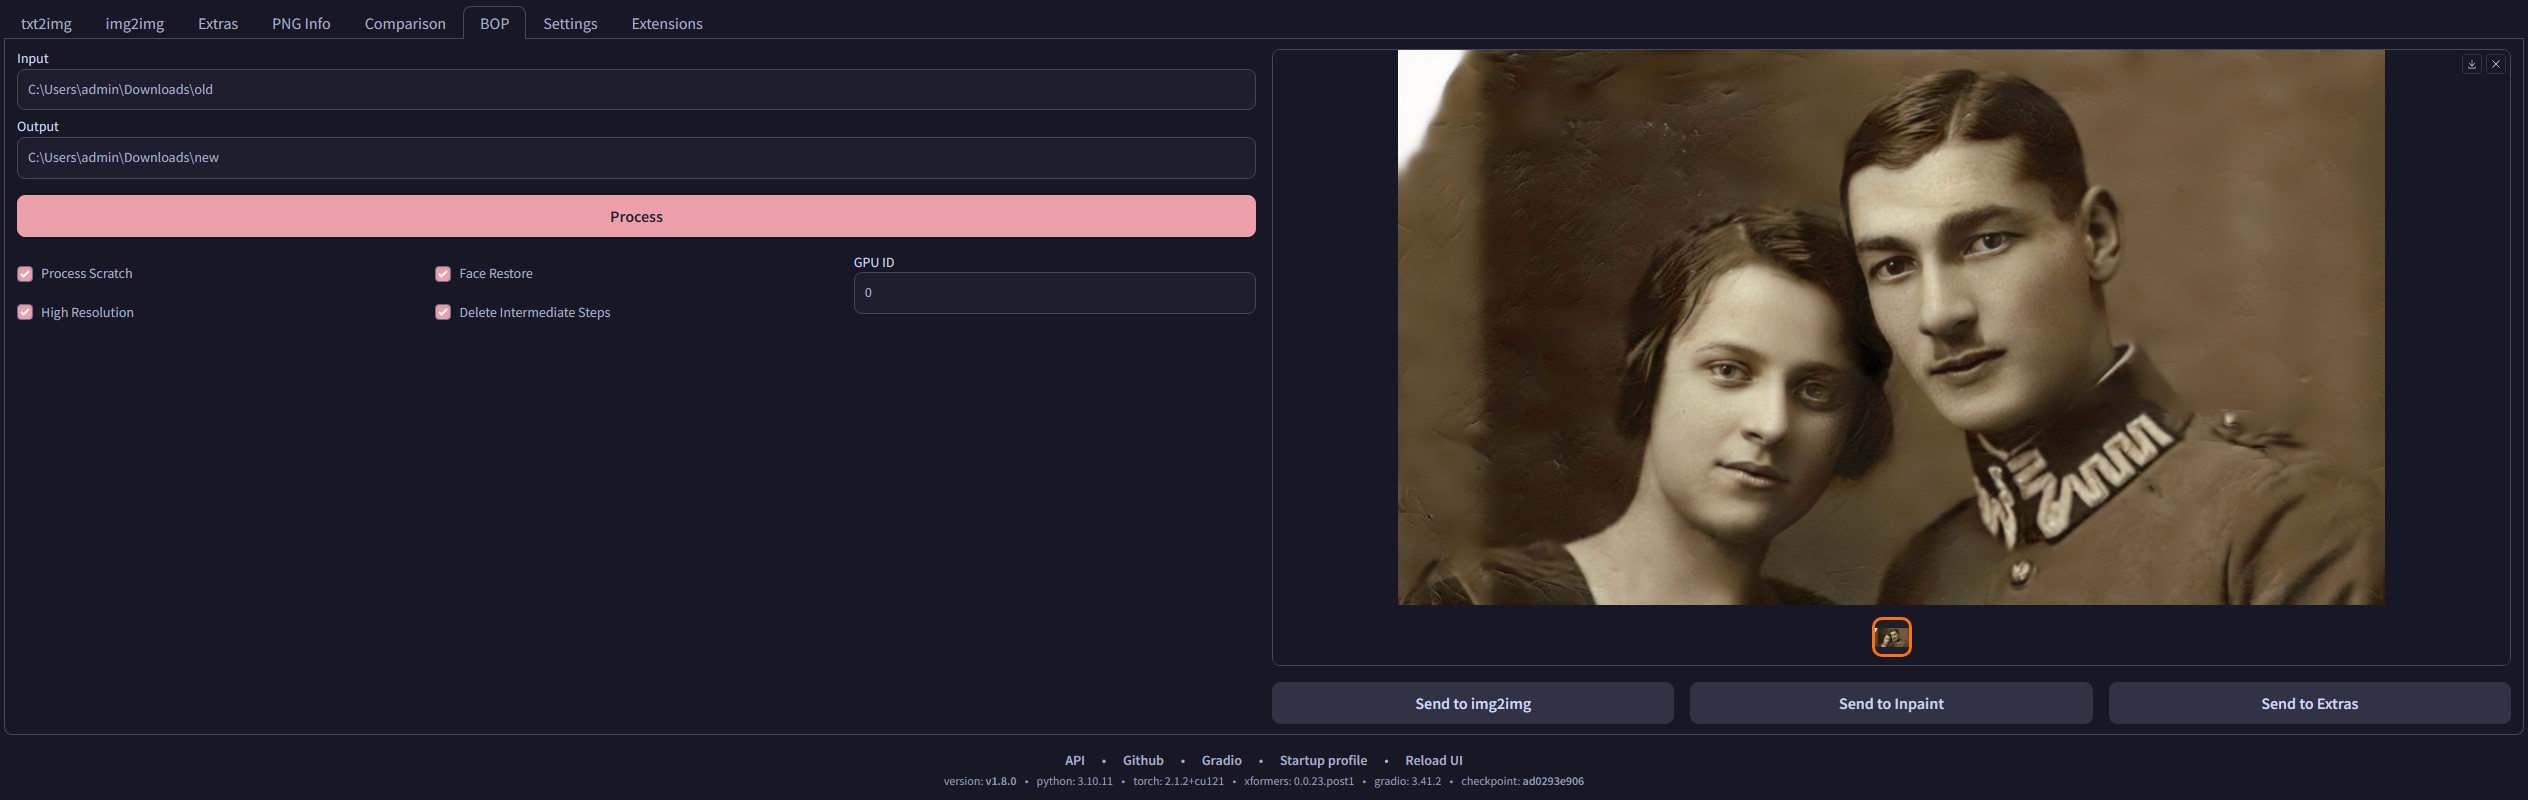 txt2img img2img Extras PNG Info Comparison BOP Settings Extensions
Input
C:\Users\admin\Downloads\old
Output
C:\Users\admin\Downloads\new
Process
Process Scratch
Face Restore
GPU ID
0
High Resolution
Delete Intermediate Steps
Send to img2img
Send to Inpaint
Send to Extras
API • Github • Gradio • Startup profile • Reload UI
version: v1.8.0 • python: 3.10.11 • torch: 2.1.2+cu121 • xformers: 0.0.23.post1 • gradio: 3.41.2 • checkpoint: ad0293e906